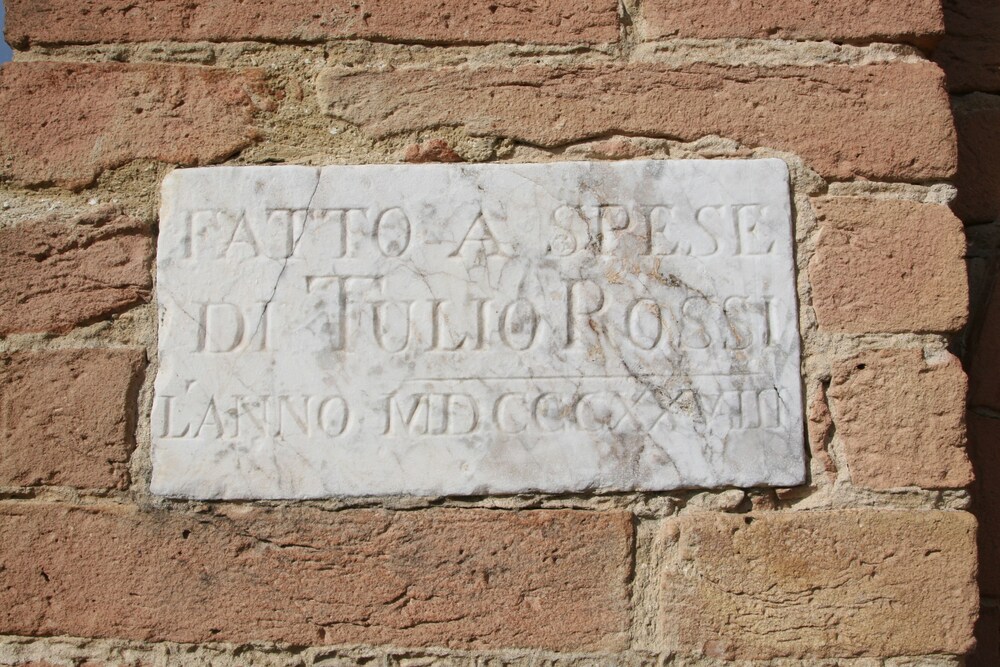 FATTO A SPESE
DI TULIO ROSSI
L'ANNO MDCCCXXVIII